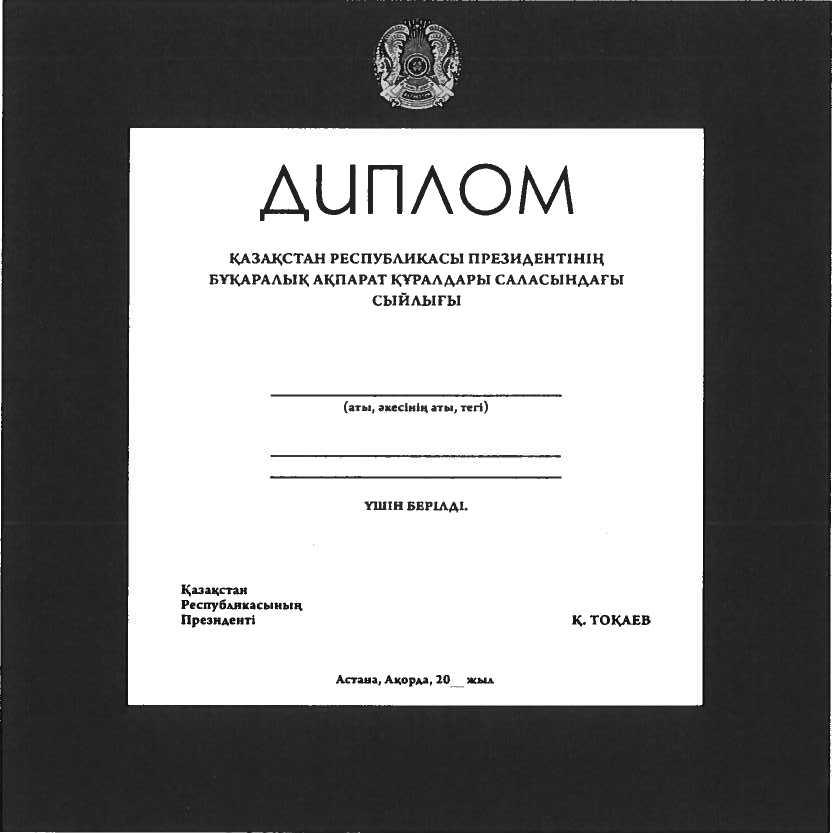 ДИПЛОМ
ҚАЗАҚСТАН РЕСПУБЛИКАСЫ ПРЕЗИДЕНТІНІҢ
БҰҚАРАЛЫҚ АҚПАРАТ ҚҰРАЛДАРЫ САЛАСЫНДАҒЫ
СЫЙЛЫҒЫ
(аты, әкесінің аты, тегі)
ҮШІН БЕРІЛДІ.
Қазақстан
Республикасының
Президенті
Қ. ТОҚАЕВ
Астана, Ақорда, 20__ жыл